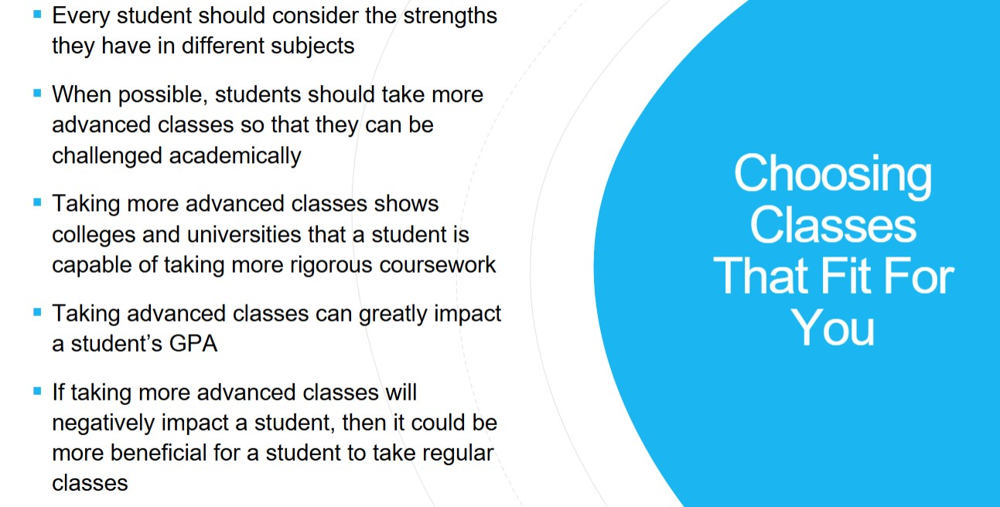 Every student should consider the strengths
they have in different subjects
When possible, students should take more
advanced classes so that they can be
challenged academically
Taking more advanced classes shows
colleges and universities that a student is
capable of taking more rigorous coursework
Taking advanced classes can greatly impact
a student’s GPA
If taking more advanced classes will
negatively impact a student, then it could be
more beneficial for a student to take regular
classes
Choosing
Classes
That Fit For
You